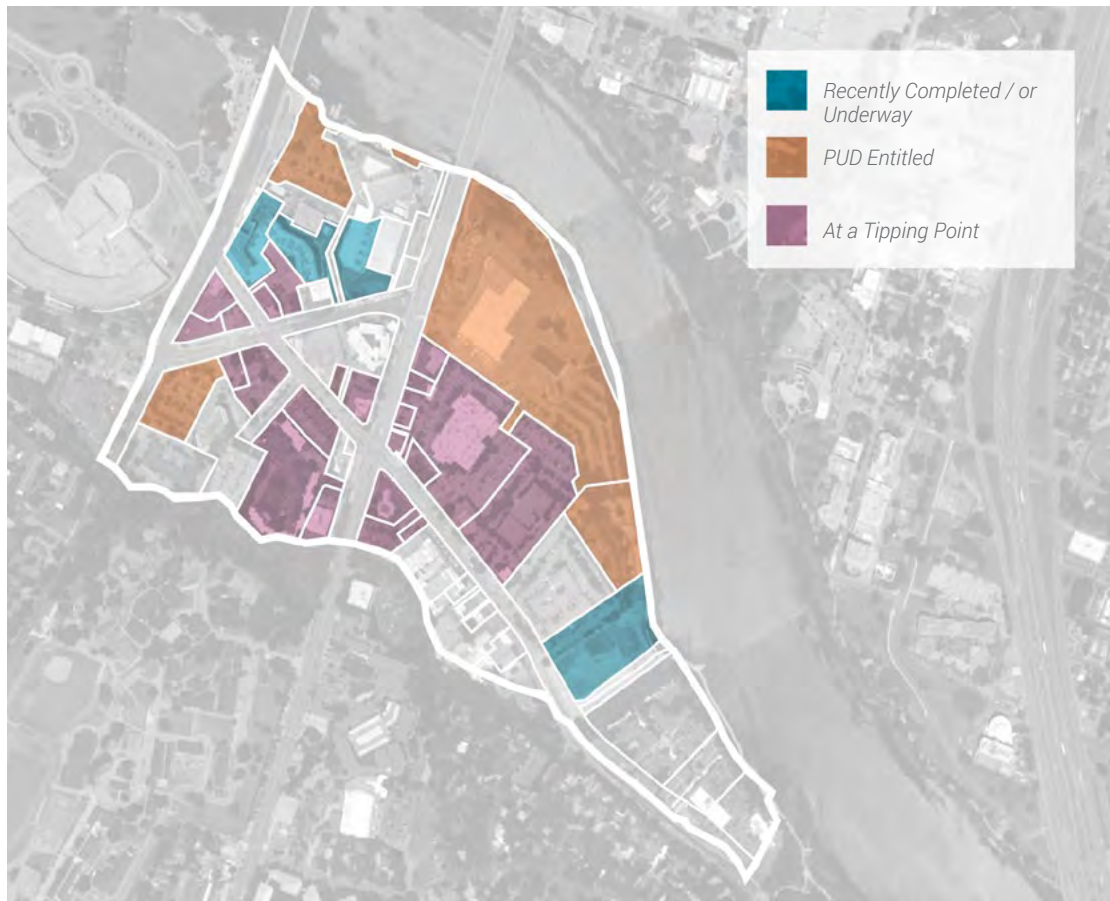 Recently Completed / or
Underway
PUD Entitled
At a Tipping Point